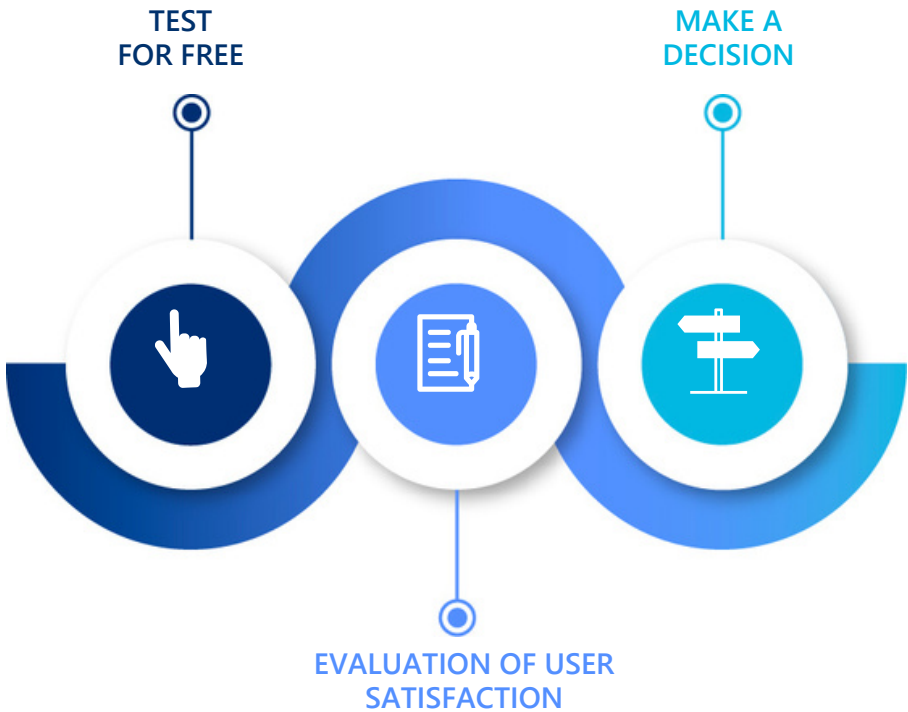 TEST
FOR FREE
MAKE A
DECISION
EVALUATION OF USER
SATISFACTION